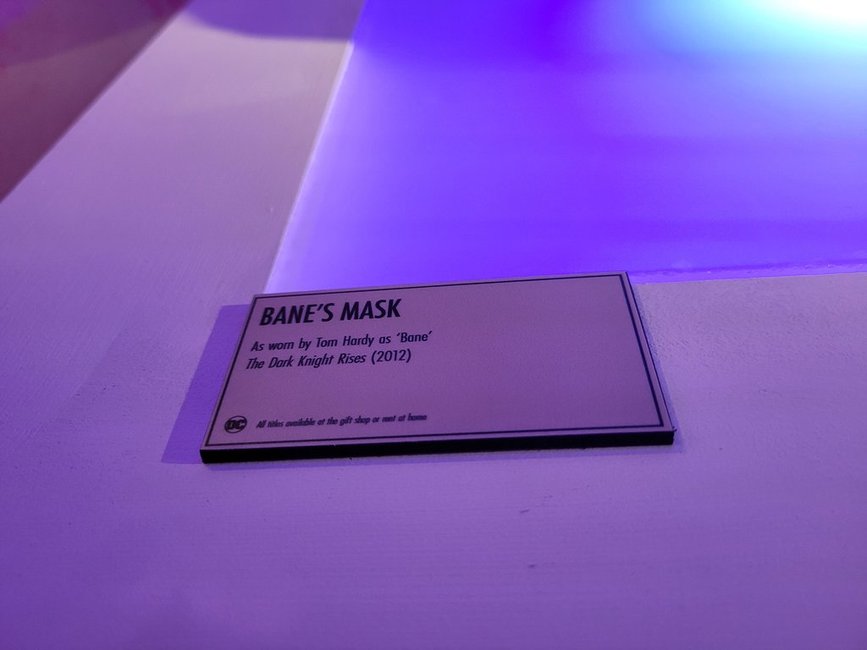 BANE'S MASK
As worn by Tom Hardy as 'Bane'
The Dark Knight Rises (2012)
DC All titles available at the gift shop or rent at home